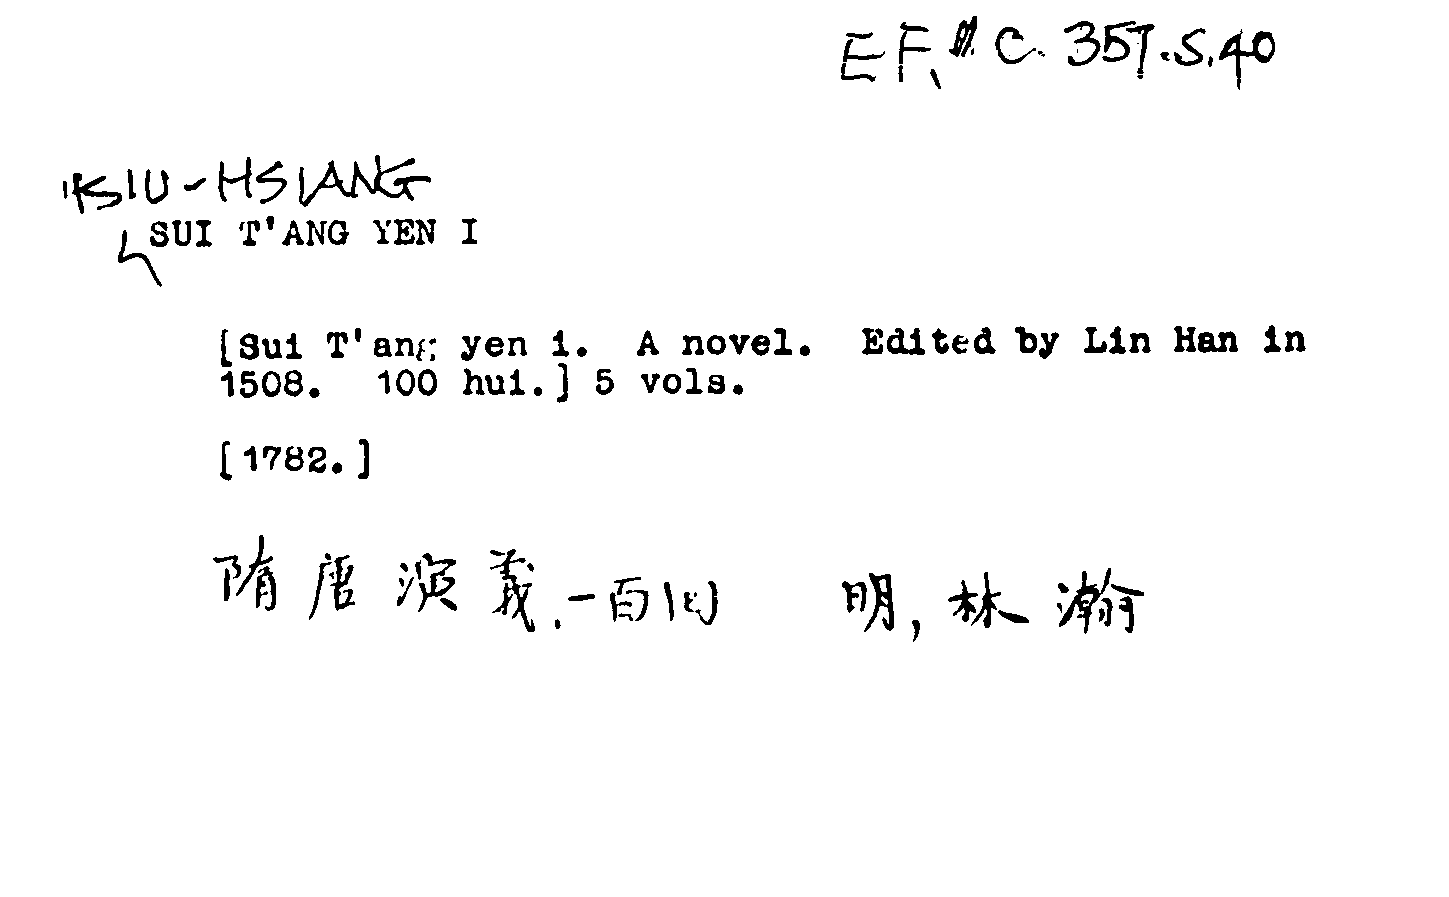 EF, C. 357.S.40
HSIU-HSIANG
SUI T'ANG YEN I
[Sui T'ang yen i. A novel. Edited by Lin Han in
1508. 100 hui.] 5 vols.
[1782.]
隋唐演義.一百回 明,林瀚